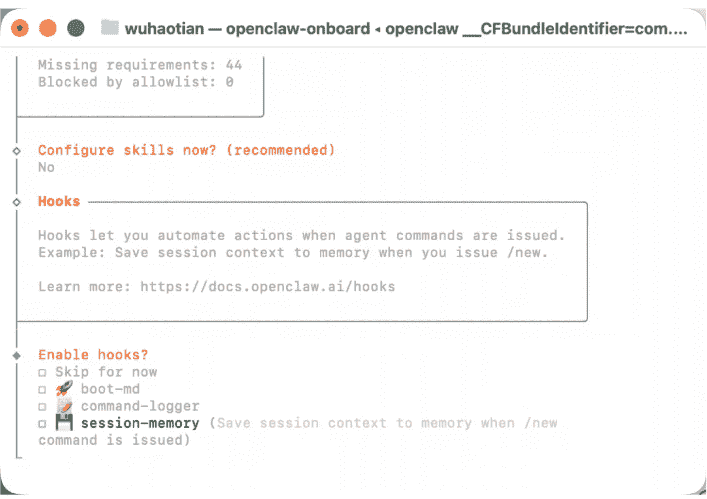 wuhaotian — openclaw-onboard ◂ openclaw __CFBundleIdentifier=com....
Missing requirements: 44
Blocked by allowlist: 0
Configure skills now? (recommended)
No
Hooks
Hooks let you automate actions when agent commands are issued.
Example: Save session context to memory when you issue /new.
Learn more: https://docs.openclaw.ai/hooks
Enable hooks?
Skip for now
boot-md
command-logger
session-memory (Save session context to memory when /new
command is issued)